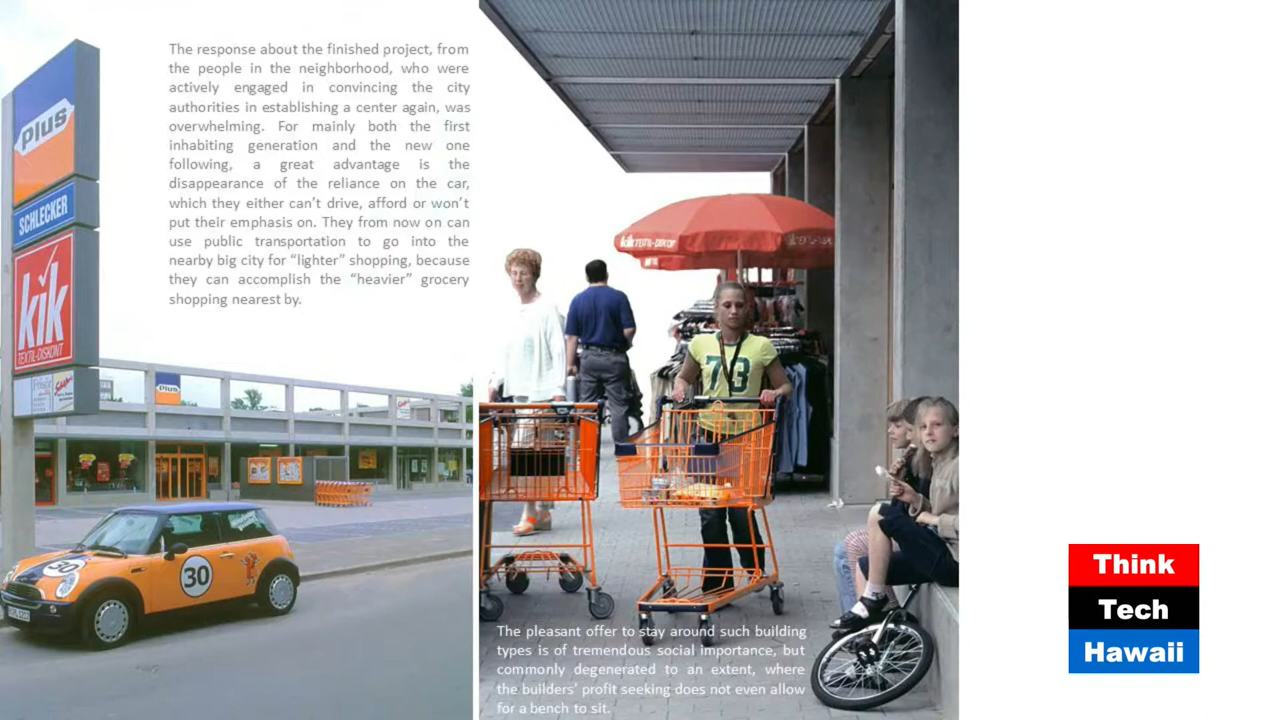 plus
SCHLECKER
kik
TEXTIL-DISKONT
The response about the finished project, from
the people in the neighborhood, who were
actively engaged in convincing the city
authorities in establishing a center again, was
overwhelming. For mainly both the first
inhabiting generation and the new one
following, a great advantage is the
disappearance of the reliance on the car,
which they either can't drive, afford or won't
put their emphasis on. They from now on can
use public transportation to go into the
nearby big city for “lighter” shopping, because
they can accomplish the “heavier” grocery
shopping nearest by.
plus
30
30
kik TEXTIL-DISKONT
73
The pleasant offer to stay around such building
types is of tremendous social importance, but
commonly degenerated to an extent, where
the builders' profit seeking does not even allow
for a bench to sit.
Think
Tech
Hawaii